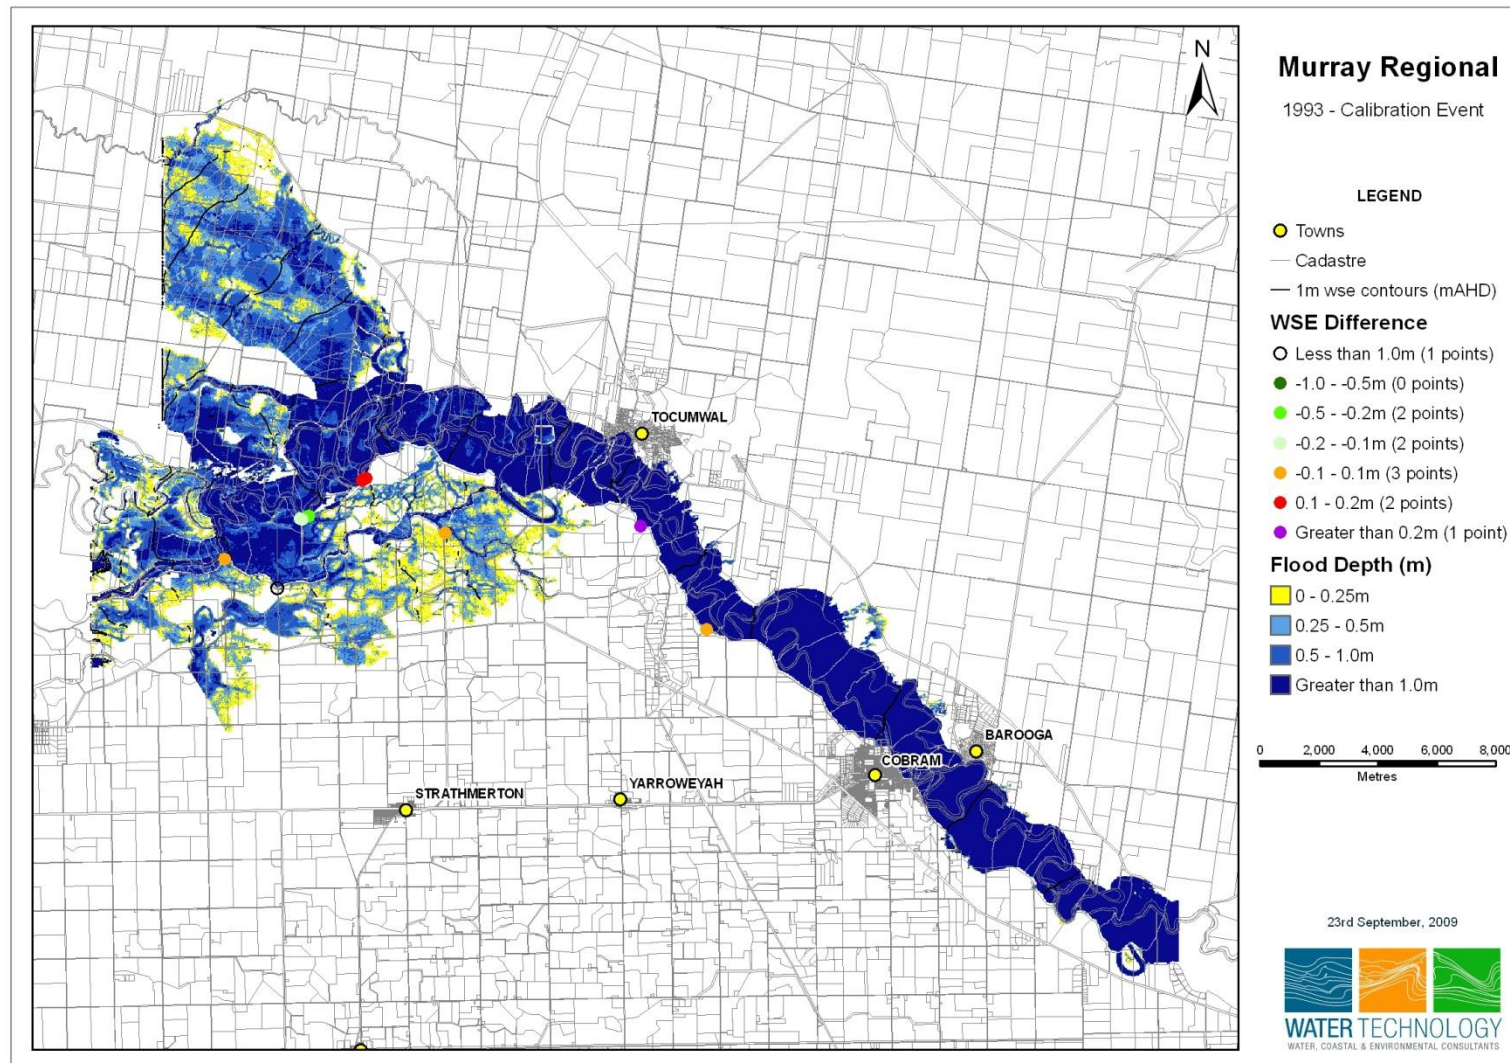 Murray Regional
1993 - Calibration Event
N
LEGEND
Towns
Cadastre
1m wse contours (mAHD)
WSE Difference
Less than 1.0m (1 points)
-1.0 - -0.5m (0 points)
-0.5 - -0.2m (2 points)
-0.2 - -0.1m (2 points)
-0.1 - 0.1m (3 points)
0.1 - 0.2m (2 points)
Greater than 0.2m (1 point)
Flood Depth (m)
0 - 0.25m
0.25 - 0.5m
0.5 - 1.0m
Greater than 1.0m
0 2,000 4,000 6,000 8,000
Metres
TOCUMWAL
BAROOGA
COBRAM
YARROWEYAH
STRATHMERTON
23rd September, 2009
WATER TECHNOLOGY
WATER, COASTAL & ENVIRONMENTAL CONSULTANTS